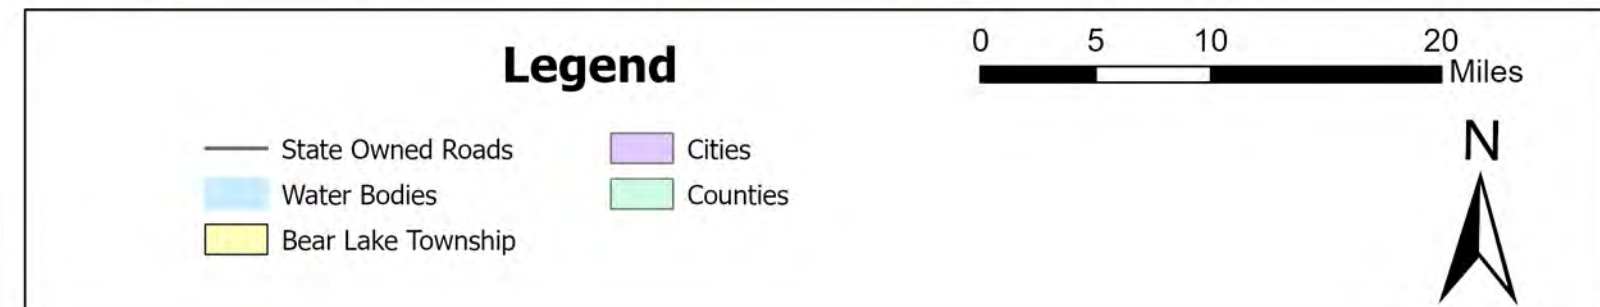 Legend
State Owned Roads
Water Bodies
Bear Lake Township
Cities
Counties
0 5 10 20
Miles
N